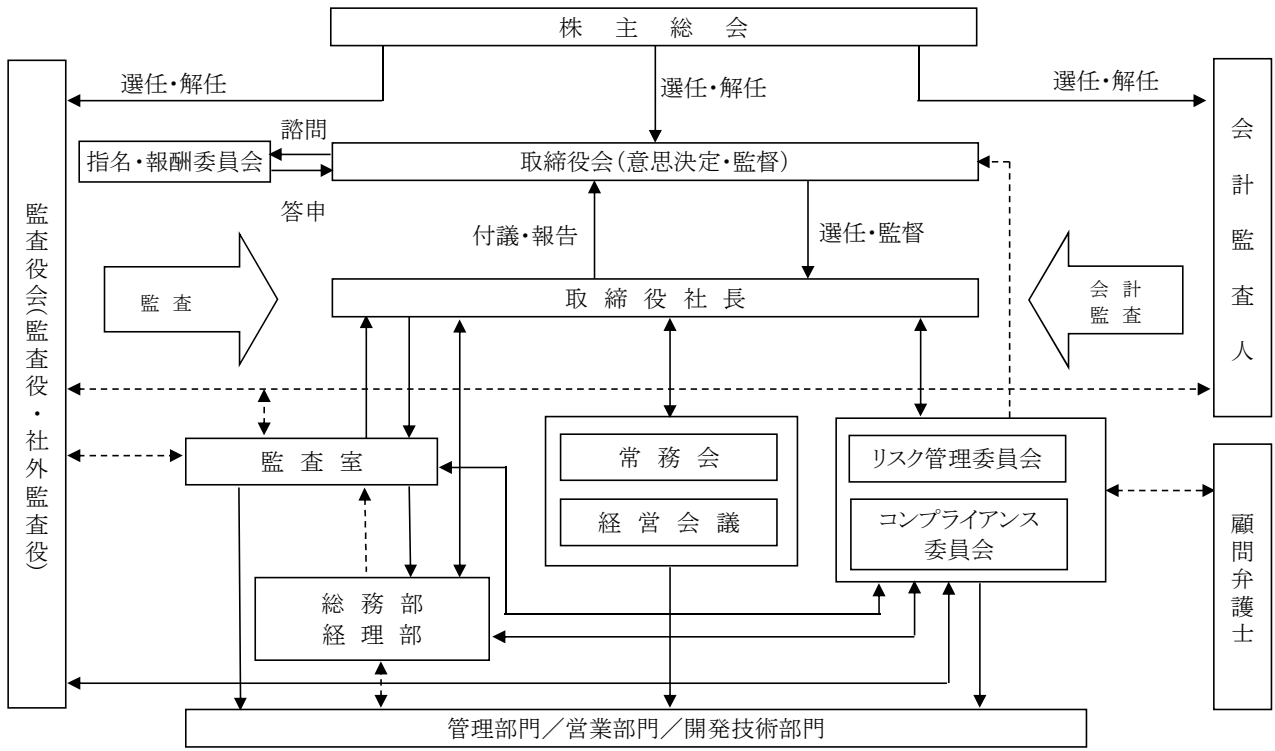 株主総会
選任・解任
選任・解任
選任・解任
会計監査人
諮問
指名・報酬委員会
取締役会(意思決定・監督)
答申
監査役会(監査役・社外監査役)
付議・報告
選任・監督
監査
取締役社長
会計
監査
監査室
常務会
経営会議
リスク管理委員会
コンプライアンス
委員会
顧問弁護士
総務部
経理部
管理部門/営業部門/開発技術部門